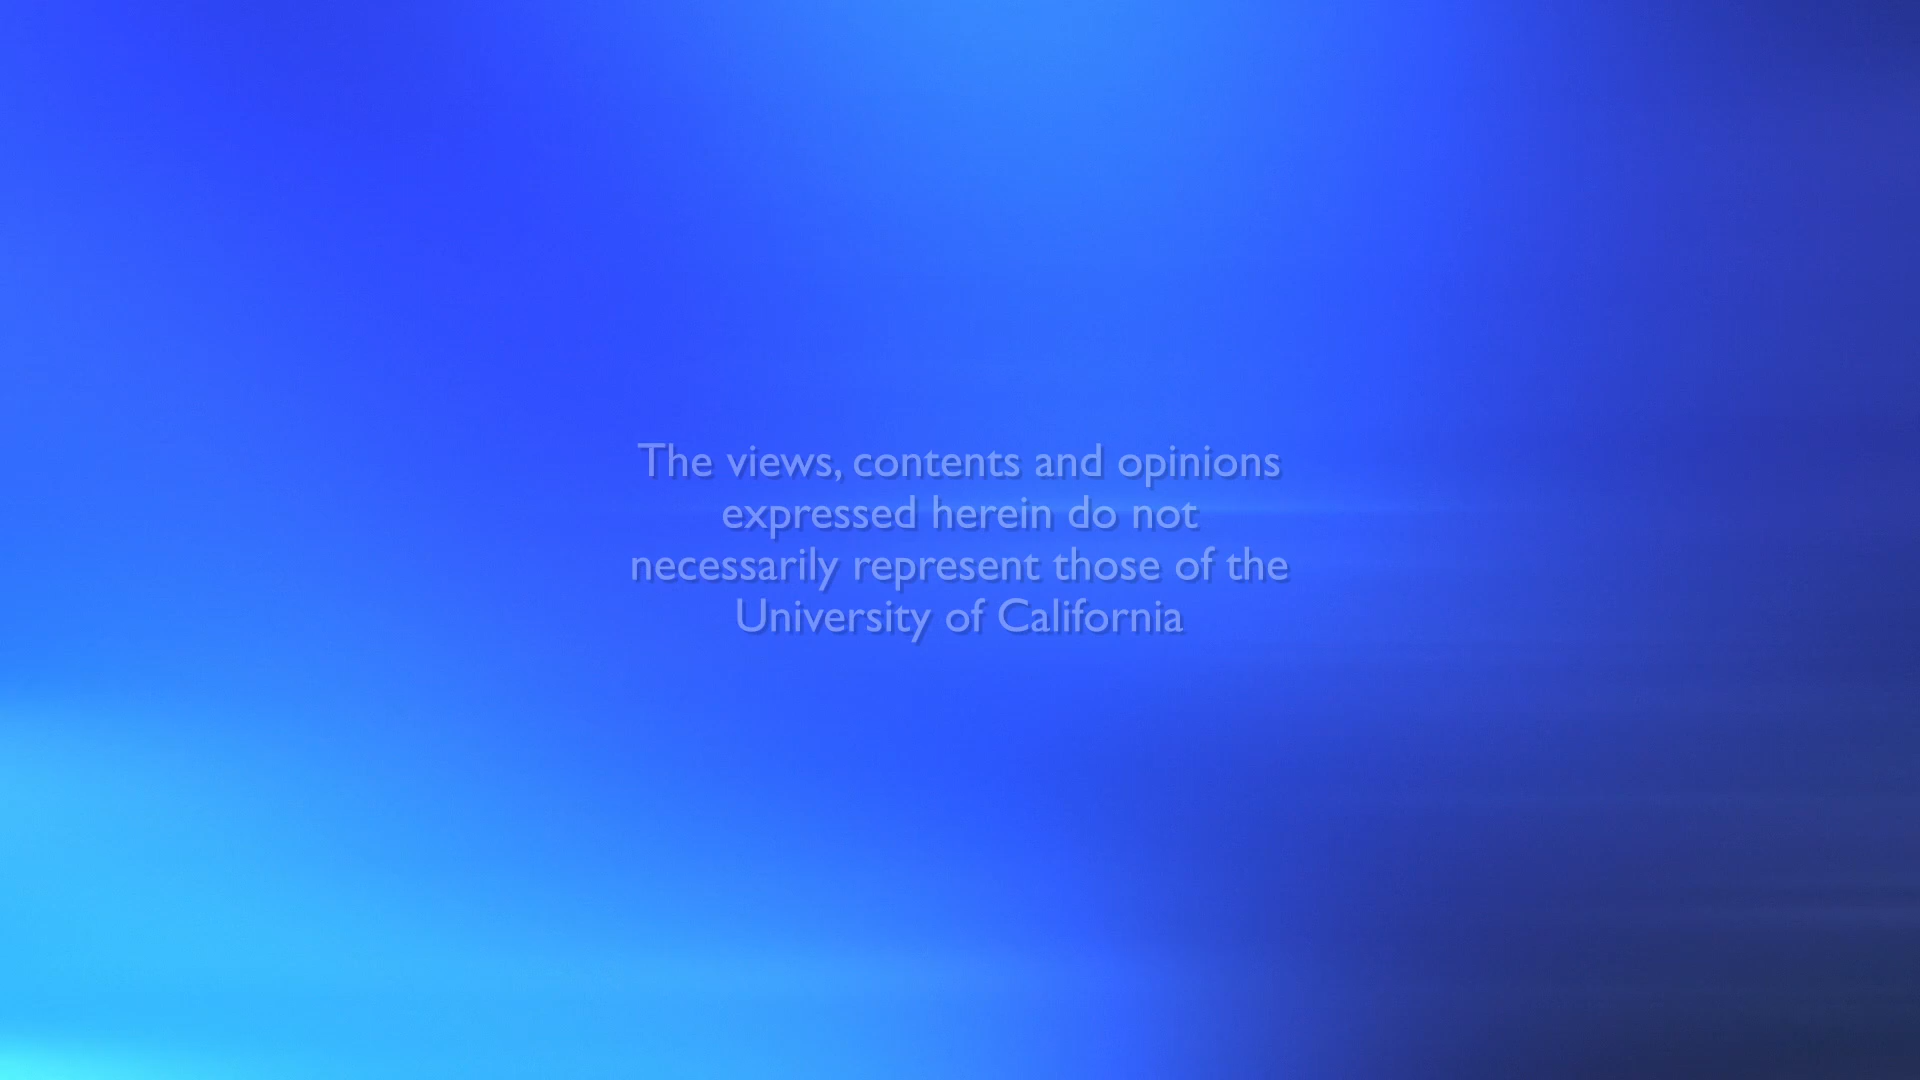 The views, contents and opinions
expressed herein do not
necessarily represent those of the
University of California